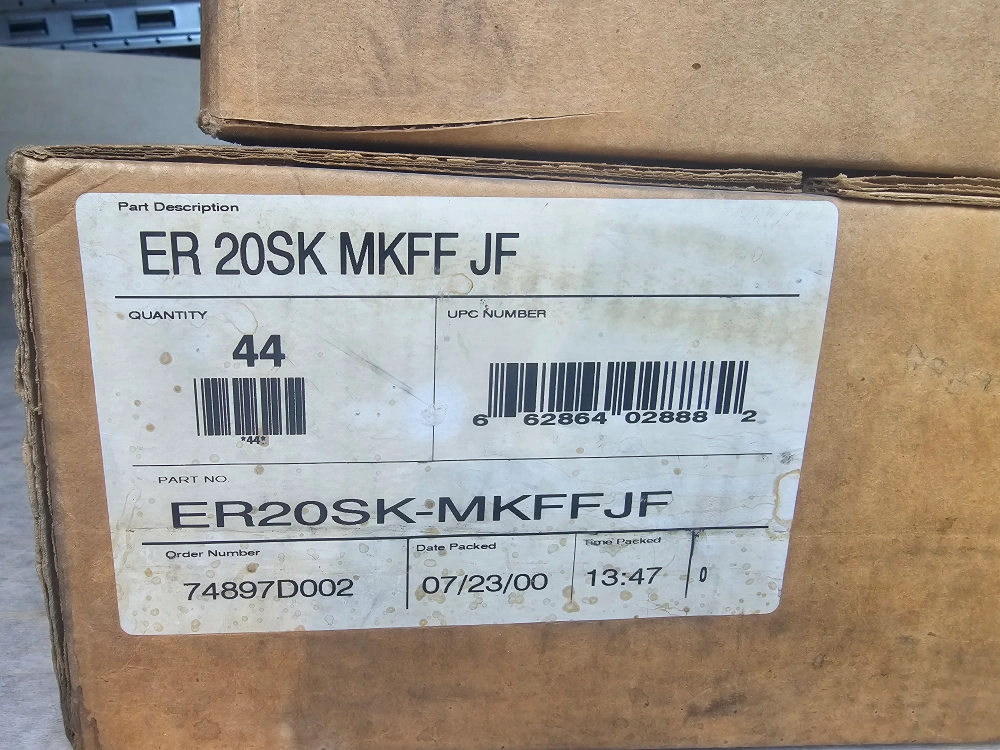 Part Description
ER 20SK MKFF JF
QUANTITY
UPC NUMBER
44
*44*
6 62864 02888 2
PART NO.
ER20SK-MKFFJF
Order Number
Date Packed
Time Packed
74897D002
07/23/00
13:47
0